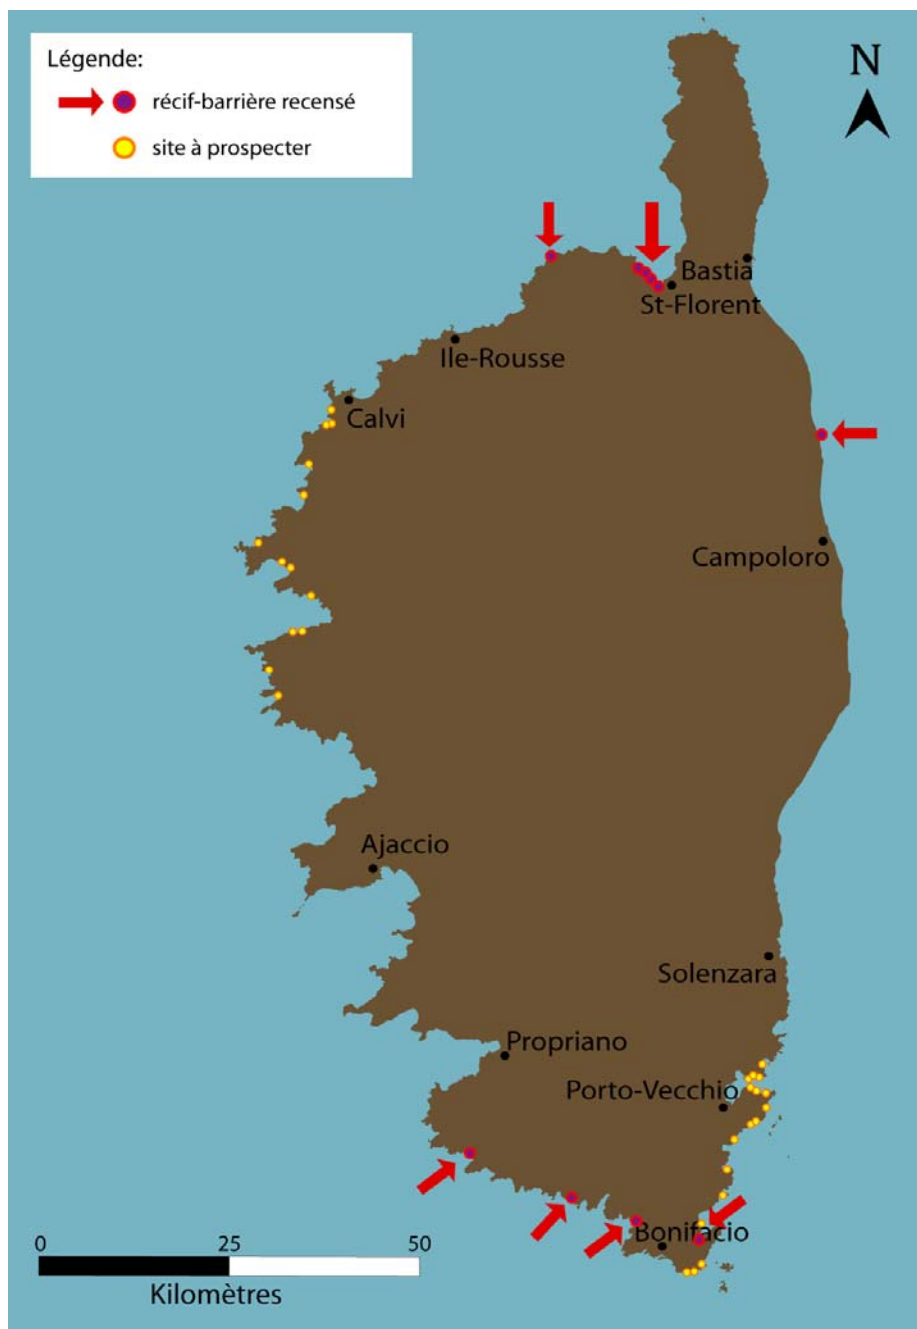 Légende:
récif-barrière recensé
site à prospecter
N
Bastia
St-Florent
Ile-Rousse
Calvi
Campoloro
Ajaccio
Solenzara
Propriano
Porto-Vecchio
Bonifacio
0 25 50
Kilomètres